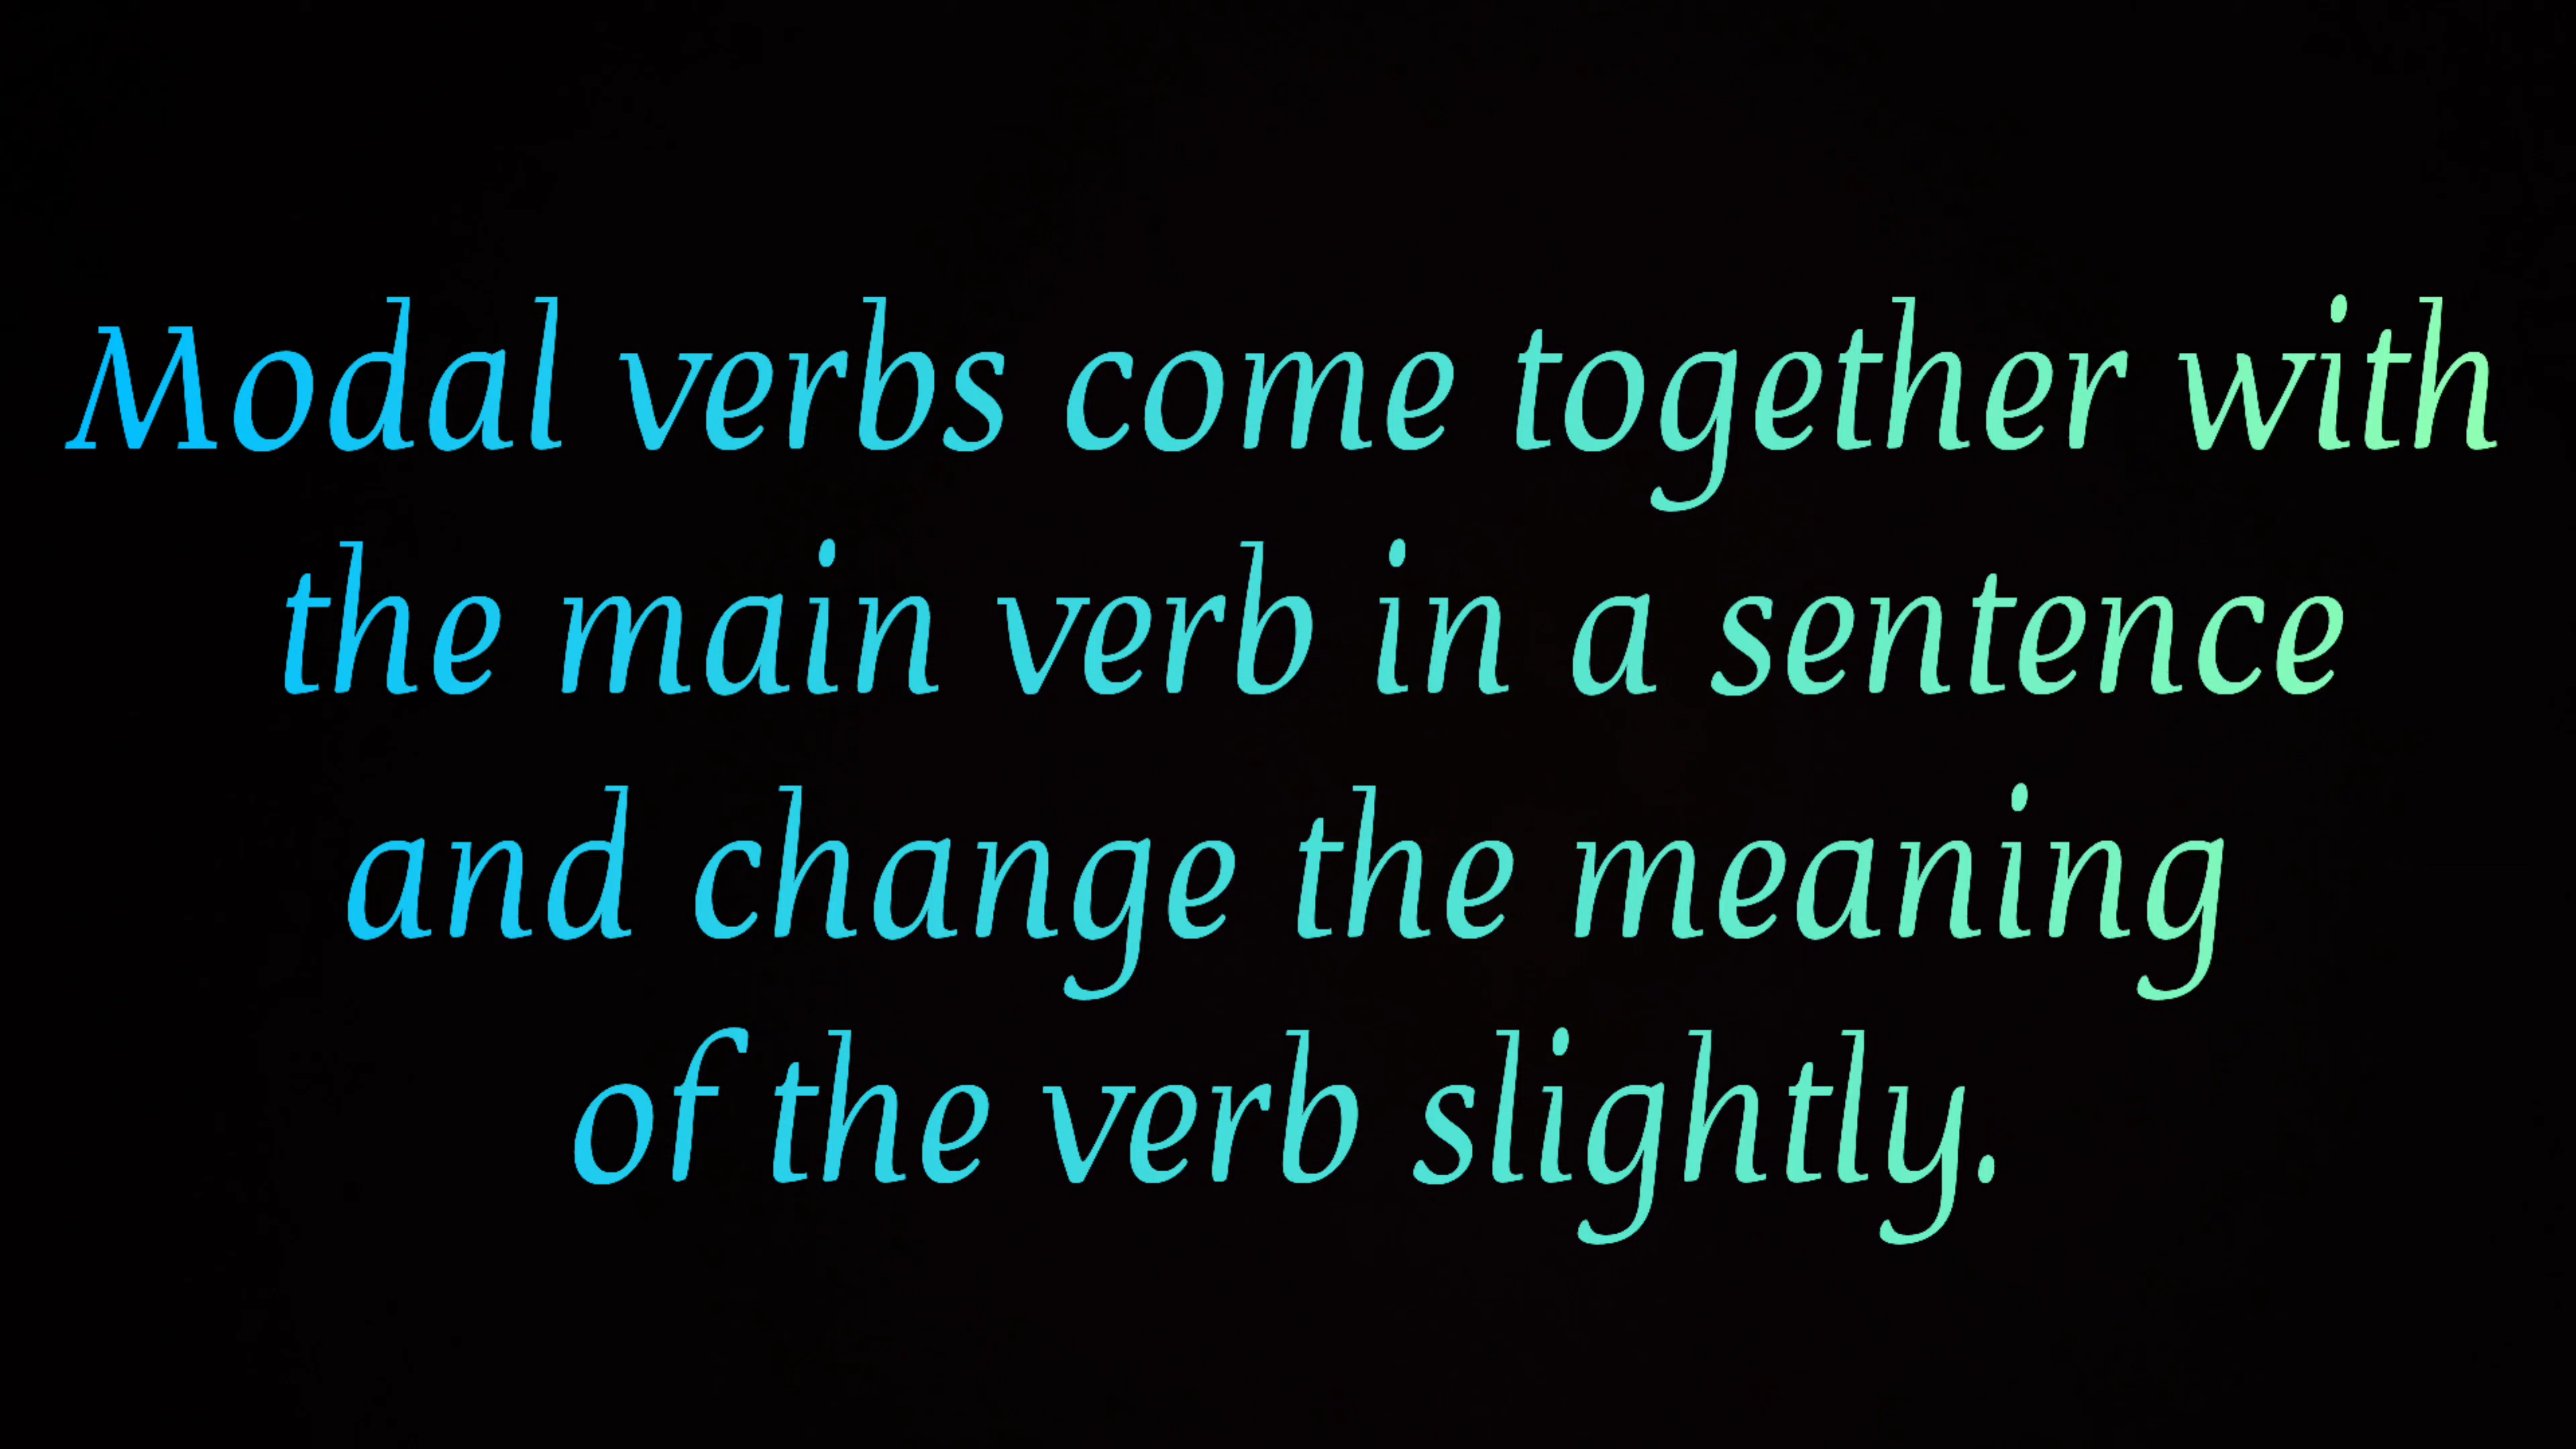 Modal verbs come together with
the main verb in a sentence
and change the meaning
of the verb slightly.